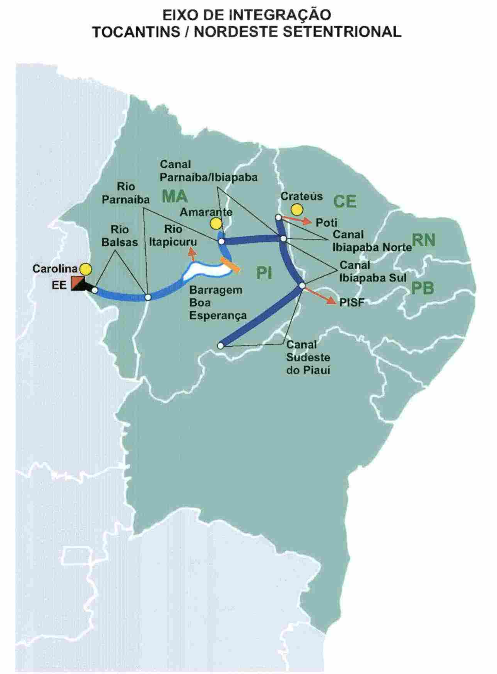 EIXO DE INTEGRAÇÃO
TOCANTINS / NORDESTE SETENTRIONAL
Canal
Parnaíba/Ibiapaba
MA
Rio
Parnaíba
Crateús
CE
Amarante
Poti
Rio
Balsas
Rio
Itapicuru
Canal
Ibiapaba Norte
RN
Carolina
EE
PI
Canal
Ibiapaba Sul
PB
Barragem
Boa
Esperança
PISF
Canal
Sudeste
do Piauí